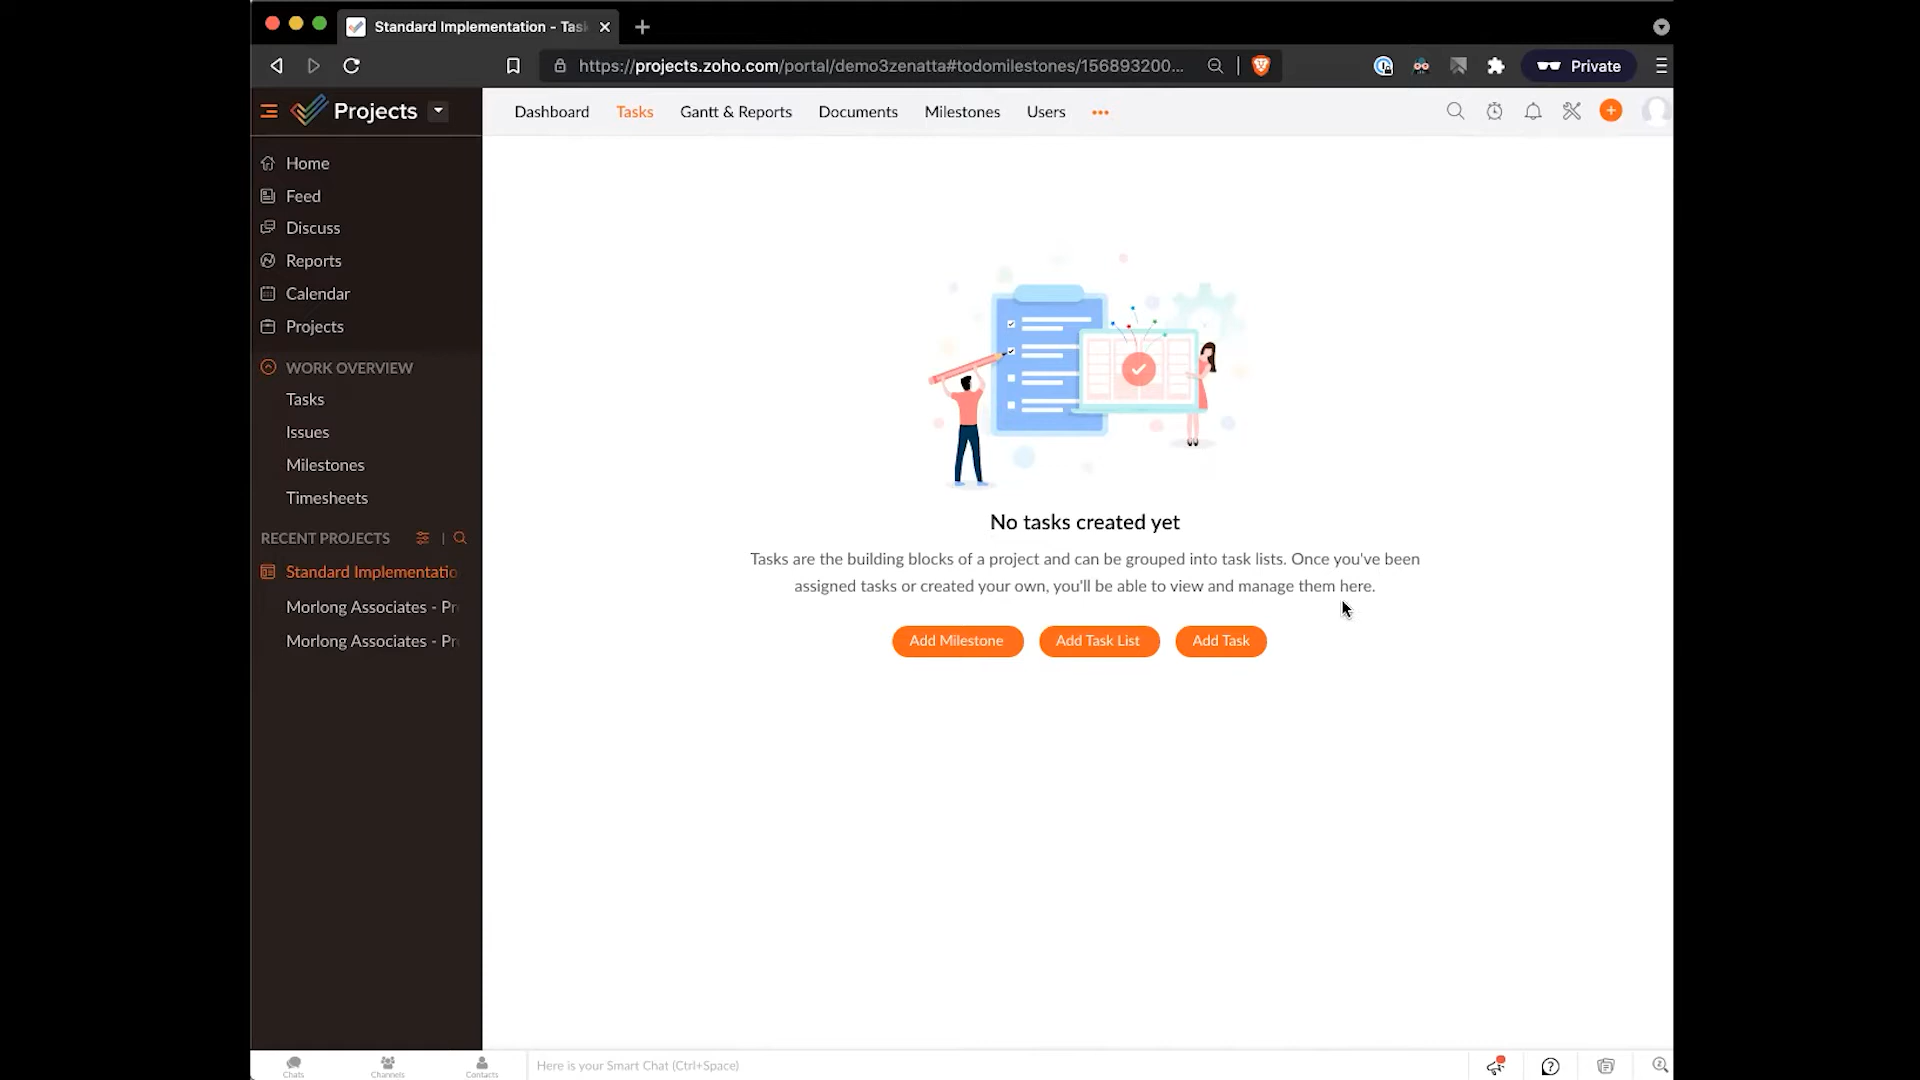 Standard Implementation - Tas
https://projects.zoho.com/portal/demo3zenatta#todomilestones/156893200...
Private
Projects
Dashboard
Tasks
Gantt & Reports
Documents
Milestones
Users
Home
Feed
Discuss
Reports
Calendar
Projects
WORK OVERVIEW
Tasks
Issues
Milestones
Timesheets
RECENT PROJECTS
Standard Implementatio
Morlong Associates - Pr
Morlong Associates - Pr
No tasks created yet
Tasks are the building blocks of a project and can be grouped into task lists. Once you've been
assigned tasks or created your own, you'll be able to view and manage them here.
Add Milestone
Add Task List
Add Task
Chats
Channels
Contacts
Here is your Smart Chat (Ctrl+Space)